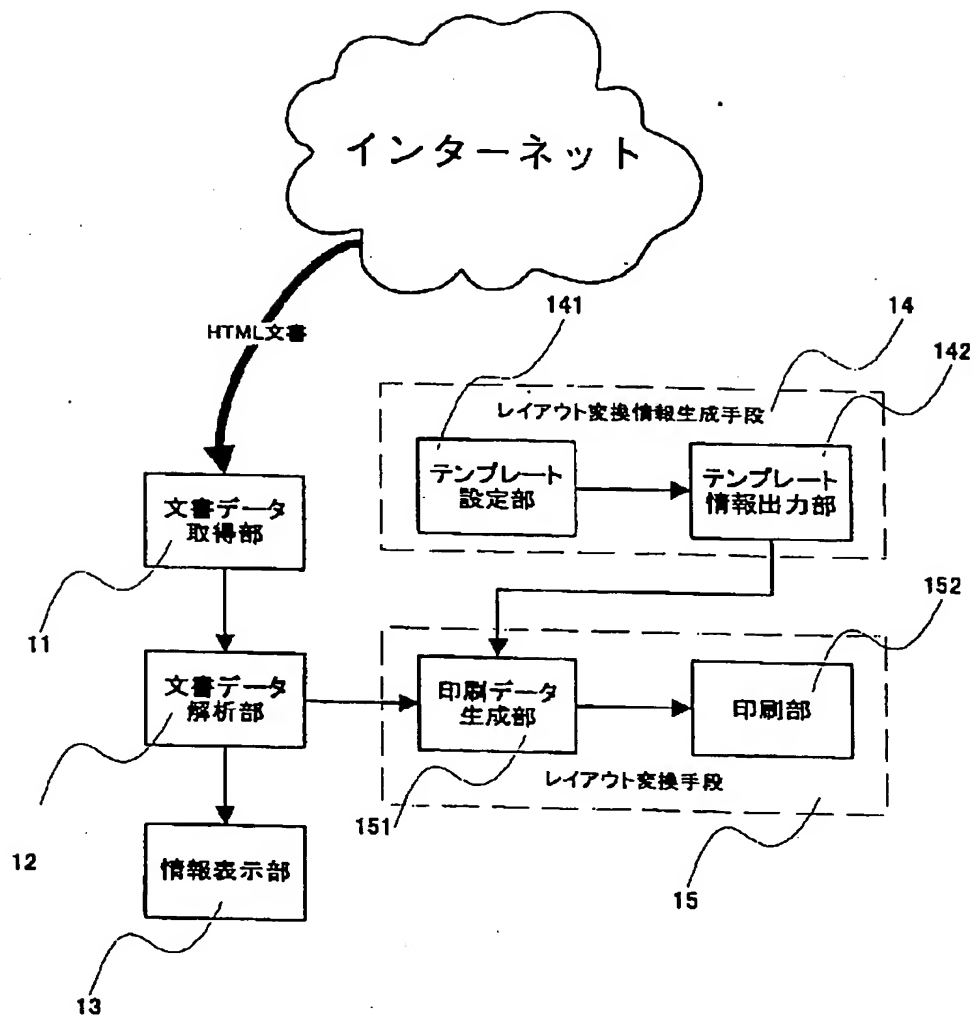 インターネット
HTML文書
141
14
142
レイアウト変換情報生成手段
テンプレート
設定部
テンプレート
情報出力部
文書データ
取得部
11
152
文書データ
解析部
印刷データ
生成部
印刷部
レイアウト変換手段
151
12
情報表示部
15
13